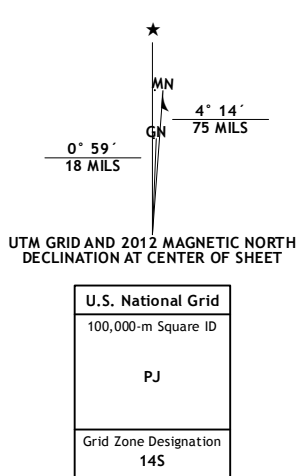 ★
MN
4° 14´
75 MILS
GN
0° 59´
18 MILS
UTM GRID AND 2012 MAGNETIC NORTH
DECLINATION AT CENTER OF SHEET
U.S. National Grid
100,000-m Square ID
PJ
Grid Zone Designation
14S